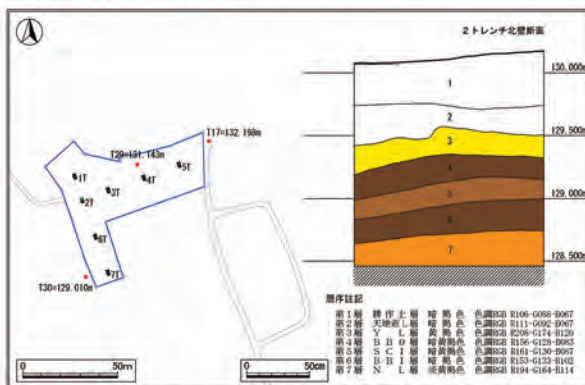 2トレンチ北壁断面
130.000m
1
2
129.500m
3
4
129.000m
5
6
128.500m
7
T17=132.198m
T29=131.143m
1T
2T
3T
4T
5T
6T
7T
T30=129.010m
0 50m
0 50cm
層序註記
第1層 耕作土層 暗褐色 色調RGB R106-G088-B067
第2層 天地返し層 暗褐色 色調RGB R111-G092-B067
第3層 Y L層 黄褐色 色調RGB R208-G174-B120
第4層 B B 0層 暗黄褐色 色調RGB R156-G128-B083
第5層 S C I層 暗黄褐色 色調RGB R161-G130-B087
第6層 B B I層 暗褐色 色調RGB R153-G133-B102
第7層 N L層 淡黄褐色 色調RGB R194-G164-B114